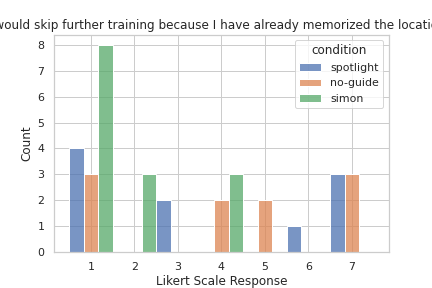 would skip further training because I have already memorized the locati
condition
spotlight
no-guide
simon
8
7
6
5
4
3
2
1
0
Count
1 2 3 4 5 6 7
Likert Scale Response